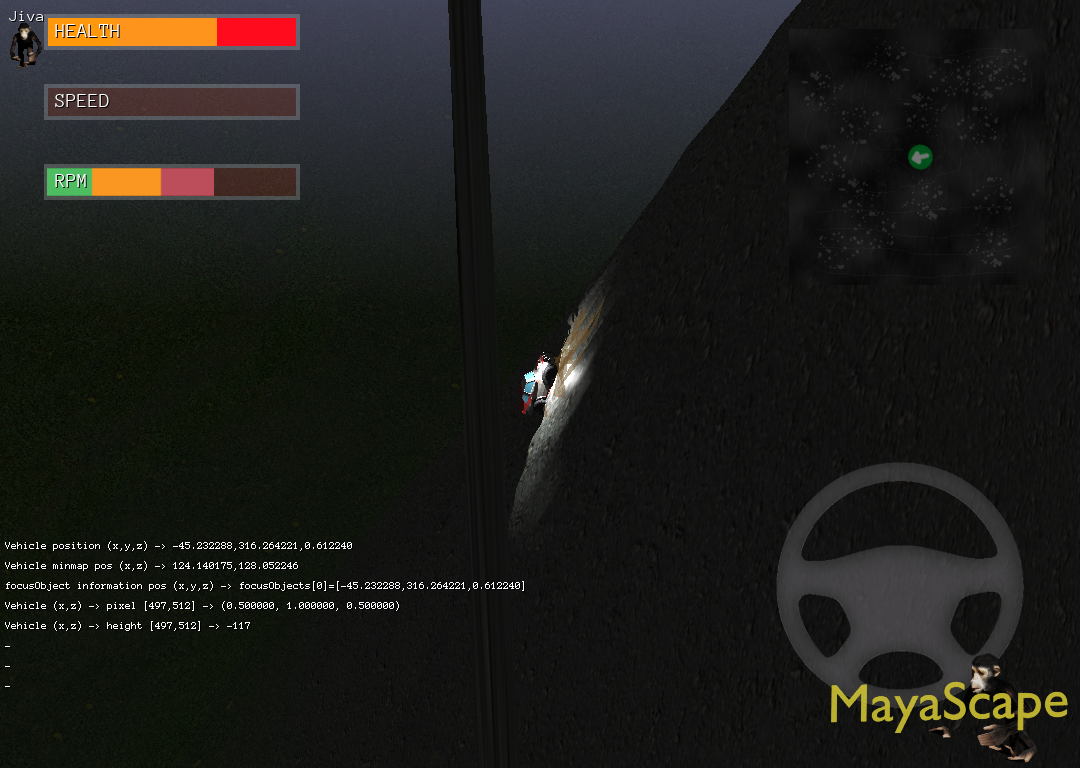 Jiva
HEALTH
SPEED
RPM
Vehicle position (x,y,z) -> -45.232288,316.264221,0.612240
Vehicle minmap pos (x,z) -> 124.140175,128.052246
focusObject information pos (x,y,z) -> focusObjects[0]=[-45.232288,316.264221,0.612240]
Vehicle (x,z) -> pixel [497,512] -> (0.500000, 1.000000, 0.500000)
Vehicle (x,z) -> height [497,512] -> -117
-
-
-
MayaScape